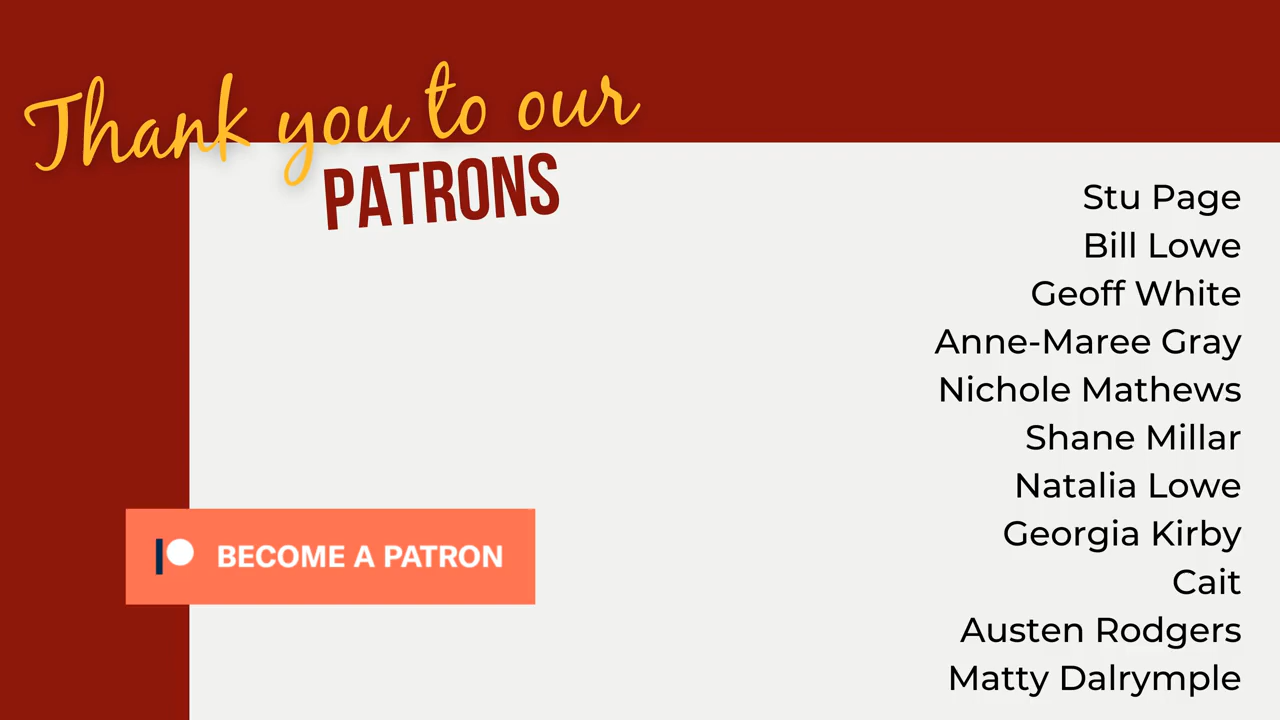 Thank you to our
PATRONS
Stu Page
Bill Lowe
Geoff White
Anne-Maree Gray
Nichole Mathews
Shane Millar
Natalia Lowe
Georgia Kirby
Cait
Austen Rodgers
Matty Dalrymple
BECOME A PATRON